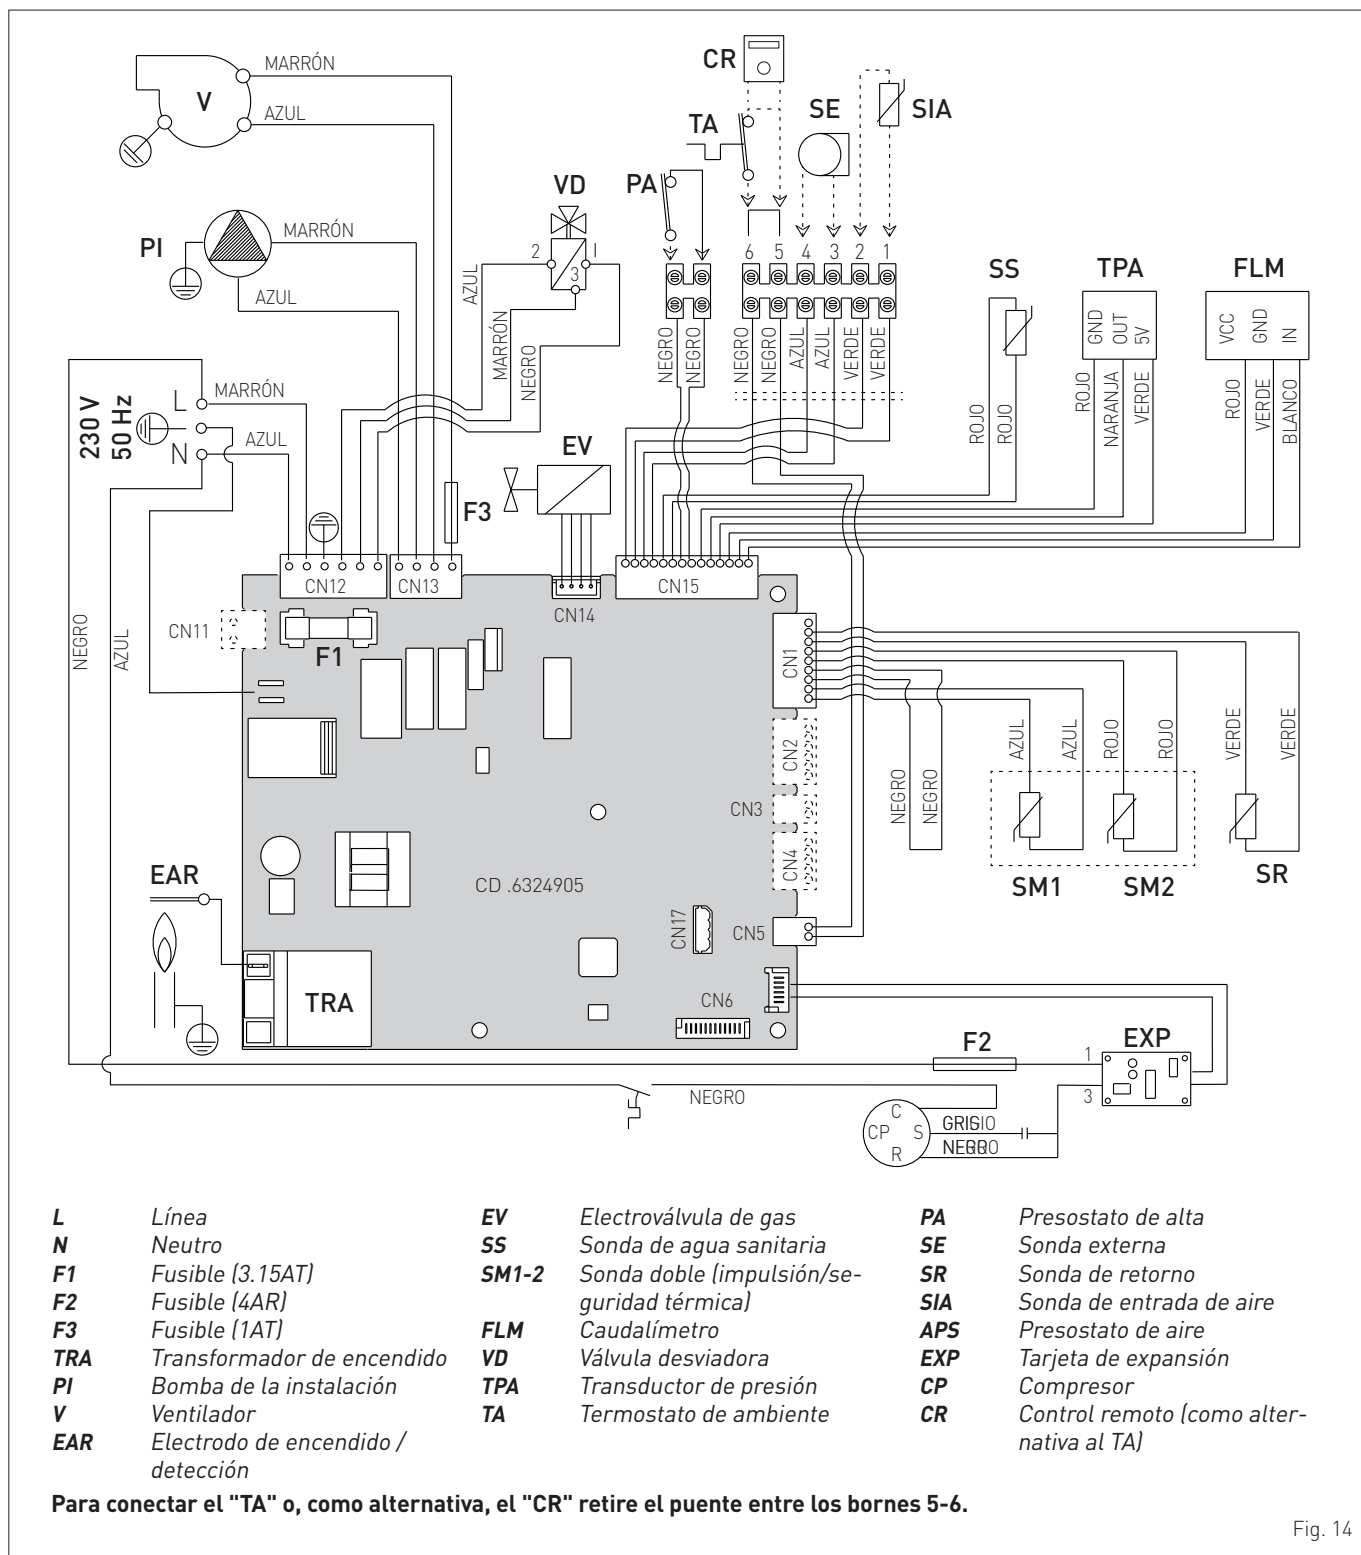 MARRÓN
V
AZUL
CR
TA
SE
SIA
PA
VD
PI
MARRÓN
AZUL
2
1
3
6
5
4
3
2
1
AZUL
MARRÓN
NEGRO
NEGRO
NEGRO
NEGRO
NEGRO
AZUL
AZUL
VERDE
VERDE
SS
TPA
FLM
GND
OUT
5V
VCC
GND
IN
ROJO
ROJO
ROJO
NARANJA
VERDE
ROJO
VERDE
BLANCO
230 V
50 Hz
L
N
MARRÓN
AZUL
EV
F3
CN12
CN13
CN14
CN15
CN11
F1
NEGRO
AZUL
CN1
CN2
CN3
CN4
CN5
CN17
CN6
CD .6324905
NEGRO
NEGRO
AZUL
AZUL
ROJO
ROJO
VERDE
VERDE
SM1
SM2
SR
EAR
TRA
F2
EXP
1
3
NEGRO
C
CP
S
R
L Línea
N Neutro
F1 Fusible (3.15AT)
F2 Fusible (4AR)
F3 Fusible (1AT)
TRA Transformador de encendido
PI Bomba de la instalación
V Ventilador
EAR Electrodo de encendido /
detección
EV Electroválvula de gas
SS Sonda de agua sanitaria
SM1-2 Sonda doble (impulsión/se-
guridad térmica)
FLM Caudalímetro
VD Válvula desviadora
TPA Transductor de presión
TA Termostato de ambiente
PA Presostato de alta
SE Sonda externa
SR Sonda de retorno
SIA Sonda de entrada de aire
APS Presostato de aire
EXP Tarjeta de expansión
CP Compresor
CR Control remoto (como alter-
nativa al TA)
Para conectar el "TA" o, como alternativa, el "CR" retire el puente entre los bornes 5-6.
Fig. 14